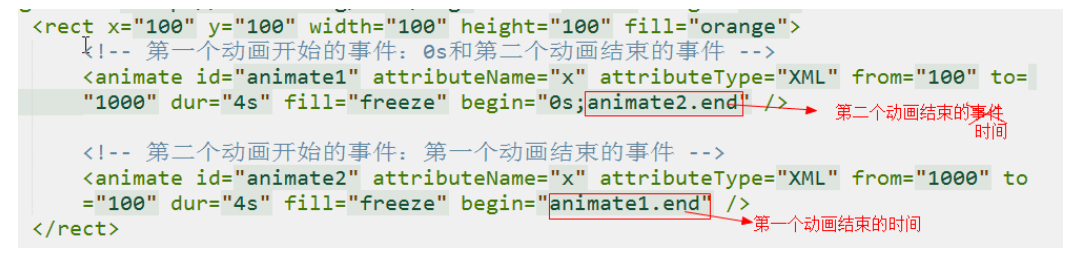 <rect x="100" y="100" width="100" height="100" fill="orange">
<!-- 第一个动画开始的事件: 0s和第二个动画结束的事件 -->
<animate id="animate1" attributeName="x" attributeType="XML" from="100" to=
"1000" dur="4s" fill="freeze" begin="0s;animate2.end" />
第二个动画结束的事件
时间
<!-- 第二个动画开始的事件: 第一个动画结束的事件 -->
<animate id="animate2" attributeName="x" attributeType="XML" from="1000" to
="100" dur="4s" fill="freeze" begin="animate1.end" />
第一个动画结束的时间
</rect>